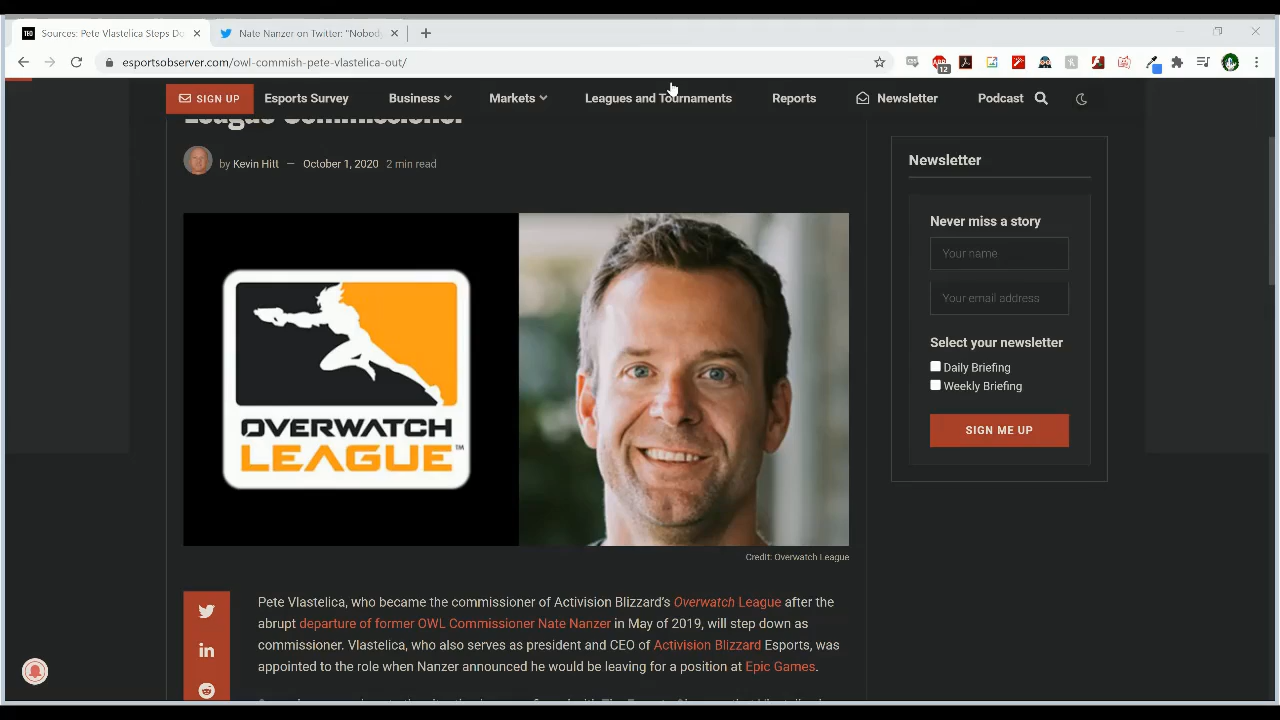 TEO Sources: Pete Vlastelica Steps Do
Nate Nanzer on Twitter: "Nobody
esportsobserver.com/owl-commish-pete-vlastelica-out/
12
SIGN UP Esports Survey Business Markets Leagues and Tournaments Reports Newsletter Podcast
League Commissioner
by Kevin Hitt — October 1, 2020 2 min read
OVERWATCH
LEAGUE™
Credit: Overwatch League
Newsletter
Never miss a story
Your name
Your email address
Select your newsletter
Daily Briefing
Weekly Briefing
SIGN ME UP
Pete Vlastelica, who became the commissioner of Activision Blizzard's Overwatch League after the
abrupt departure of former OWL Commissioner Nate Nanzer in May of 2019, will step down as
commissioner. Vlastelica, who also serves as president and CEO of Activision Blizzard Esports, was
appointed to the role when Nanzer announced he would be leaving for a position at Epic Games.